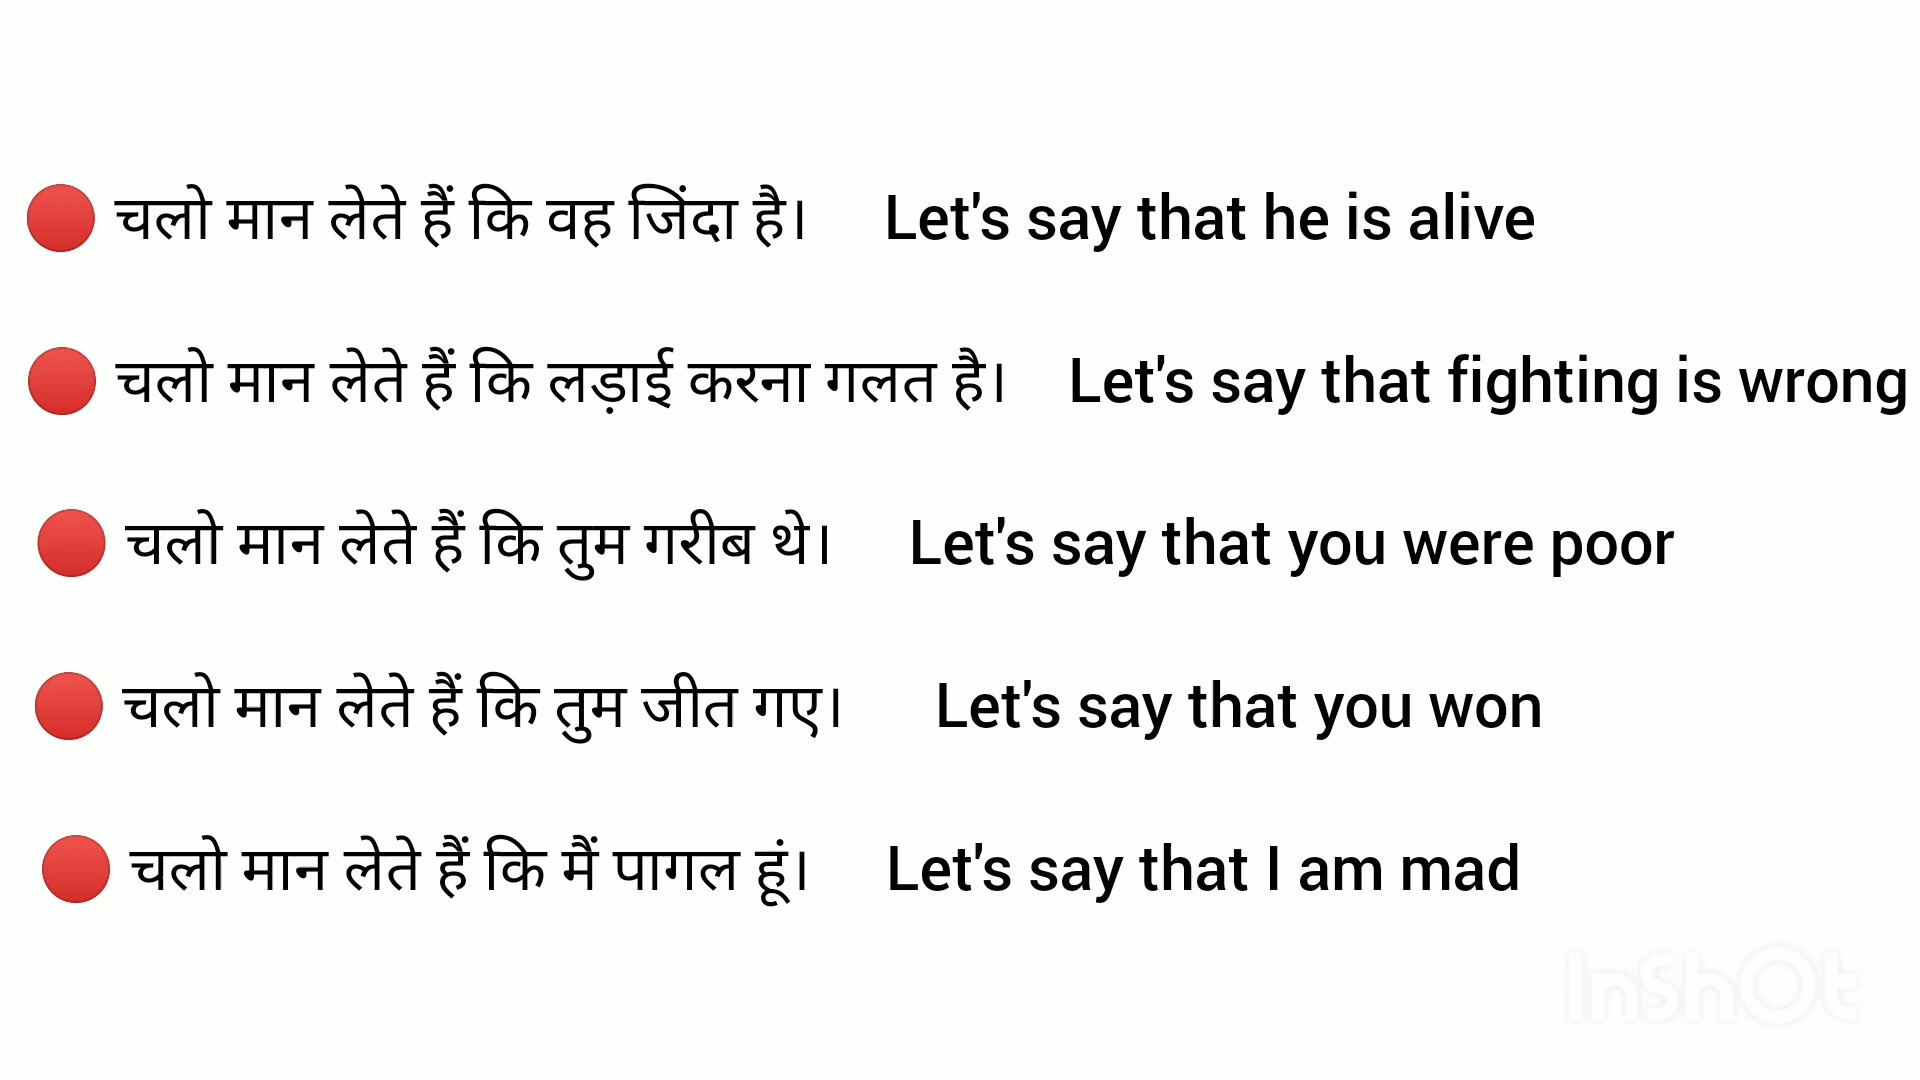 🔴 चलो मान लेते हैं कि वह जिंदा है। Let's say that he is alive
🔴 चलो मान लेते हैं कि लड़ाई करना गलत है। Let's say that fighting is wrong
🔴 चलो मान लेते हैं कि तुम गरीब थे। Let's say that you were poor
🔴 चलो मान लेते हैं कि तुम जीत गए। Let's say that you won
🔴 चलो मान लेते हैं कि मैं पागल हूं। Let's say that I am mad
InShOt